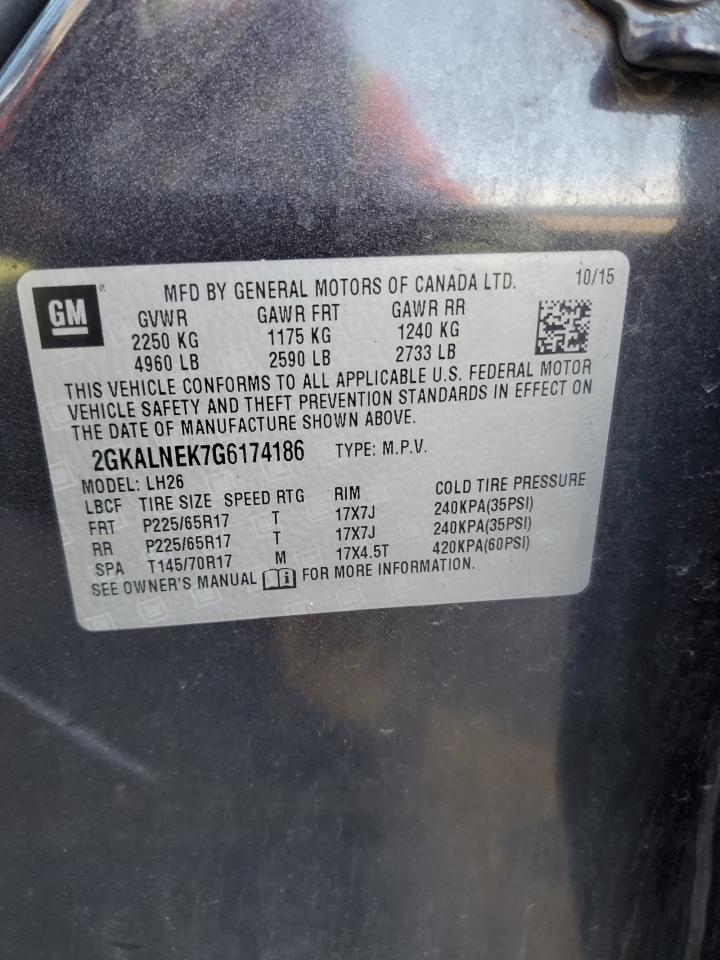 GM
MFD BY GENERAL MOTORS OF CANADA LTD. 10/15
GVWR GAWR FRT GAWR RR
2250 KG 1175 KG 1240 KG
4960 LB 2590 LB 2733 LB
THIS VEHICLE CONFORMS TO ALL APPLICABLE U.S. FEDERAL MOTOR
VEHICLE SAFETY AND THEFT PREVENTION STANDARDS IN EFFECT ON
THE DATE OF MANUFACTURE SHOWN ABOVE.
2GKALNEK7G6174186 TYPE: M.P.V.
MODEL: LH26
LBCF TIRE SIZE SPEED RTG RIM COLD TIRE PRESSURE
FRT P225/65R17 T 17X7J 240KPA(35PSI)
RR P225/65R17 T 17X7J 240KPA(35PSI)
SPA T145/70R17 M 17X4.5T 420KPA(60PSI)
SEE OWNER'S MANUAL FOR MORE INFORMATION.